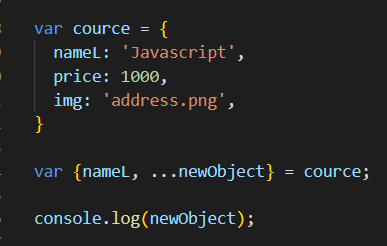 var cource = {
nameL: 'Javascript',
price: 1000,
img: 'address.png',
}
var {nameL, ...newObject} = cource;
console.log(newObject);